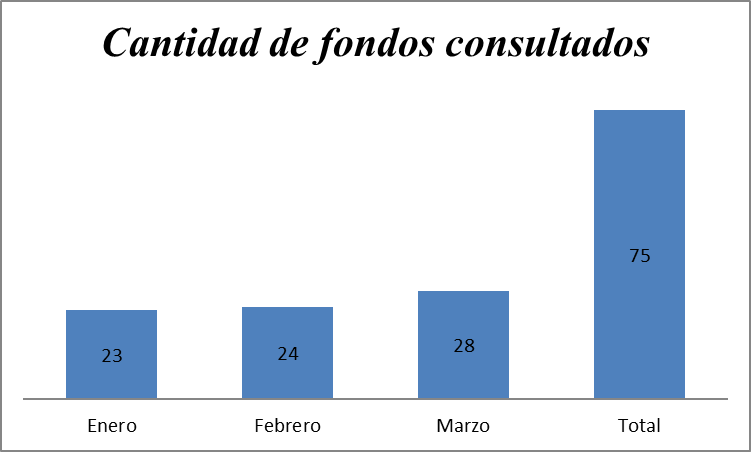 Cantidad de fondos consultados
75
28
24
23
Enero Febrero Marzo Total